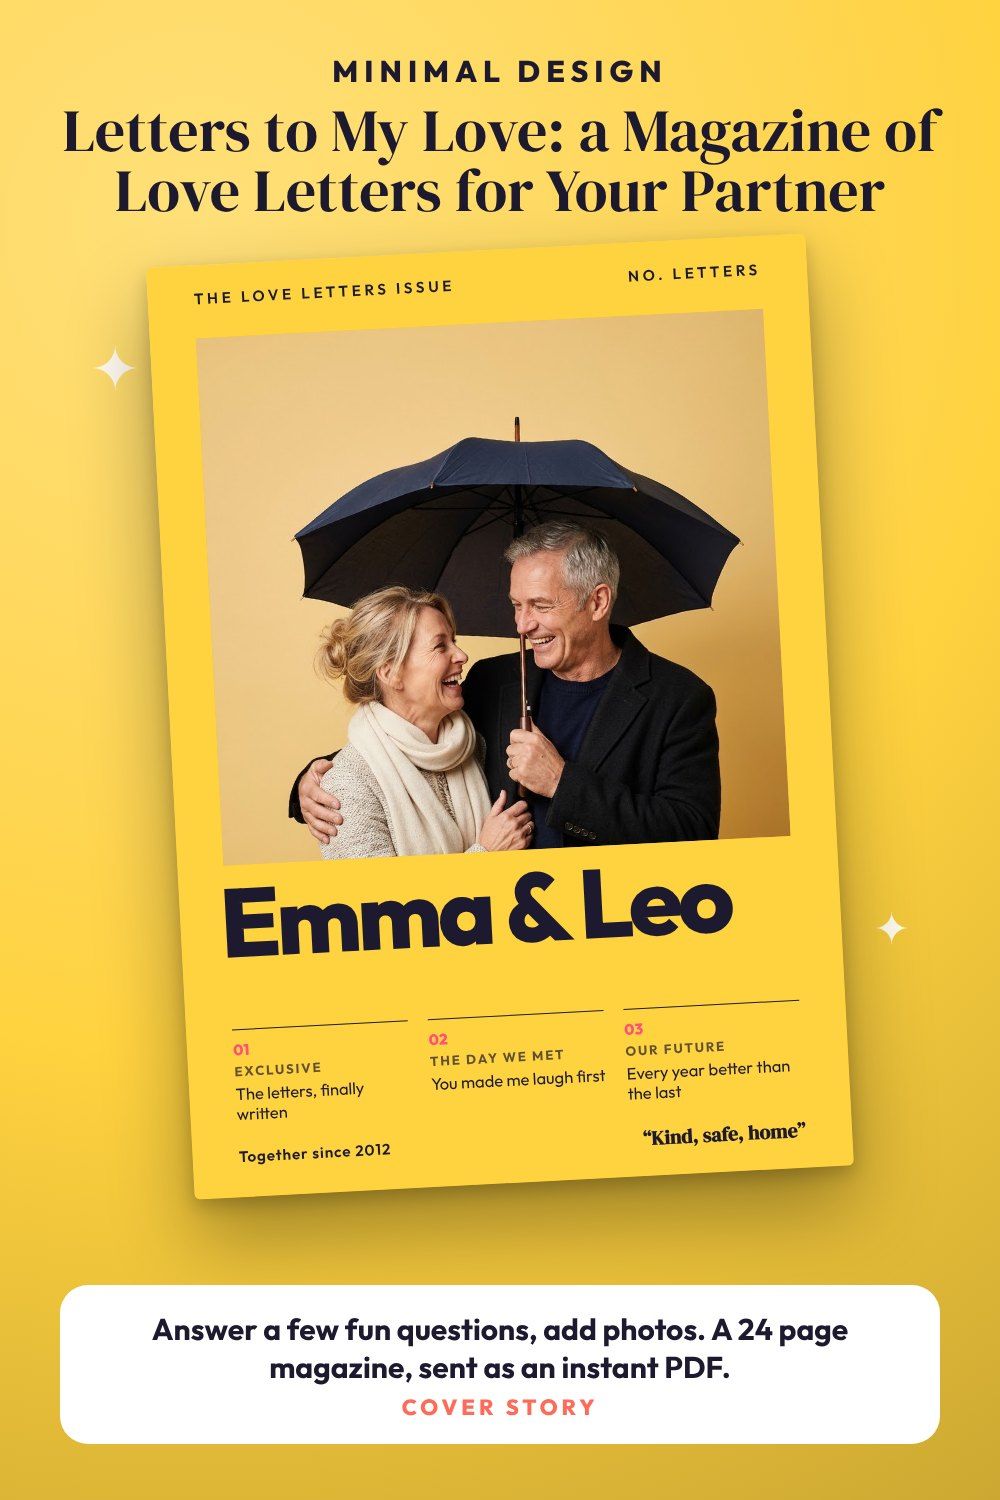 MINIMAL DESIGN
Letters to My Love: a Magazine of
Love Letters for Your Partner
THE LOVE LETTERS ISSUE
NO. LETTERS
Emma & Leo
01
EXCLUSIVE
The letters, finally
written
02
THE DAY WE MET
You made me laugh first
03
OUR FUTURE
Every year better than
the last
Together since 2012
“Kind, safe, home”
Answer a few fun questions, add photos. A 24 page
magazine, sent as an instant PDF.
COVER STORY